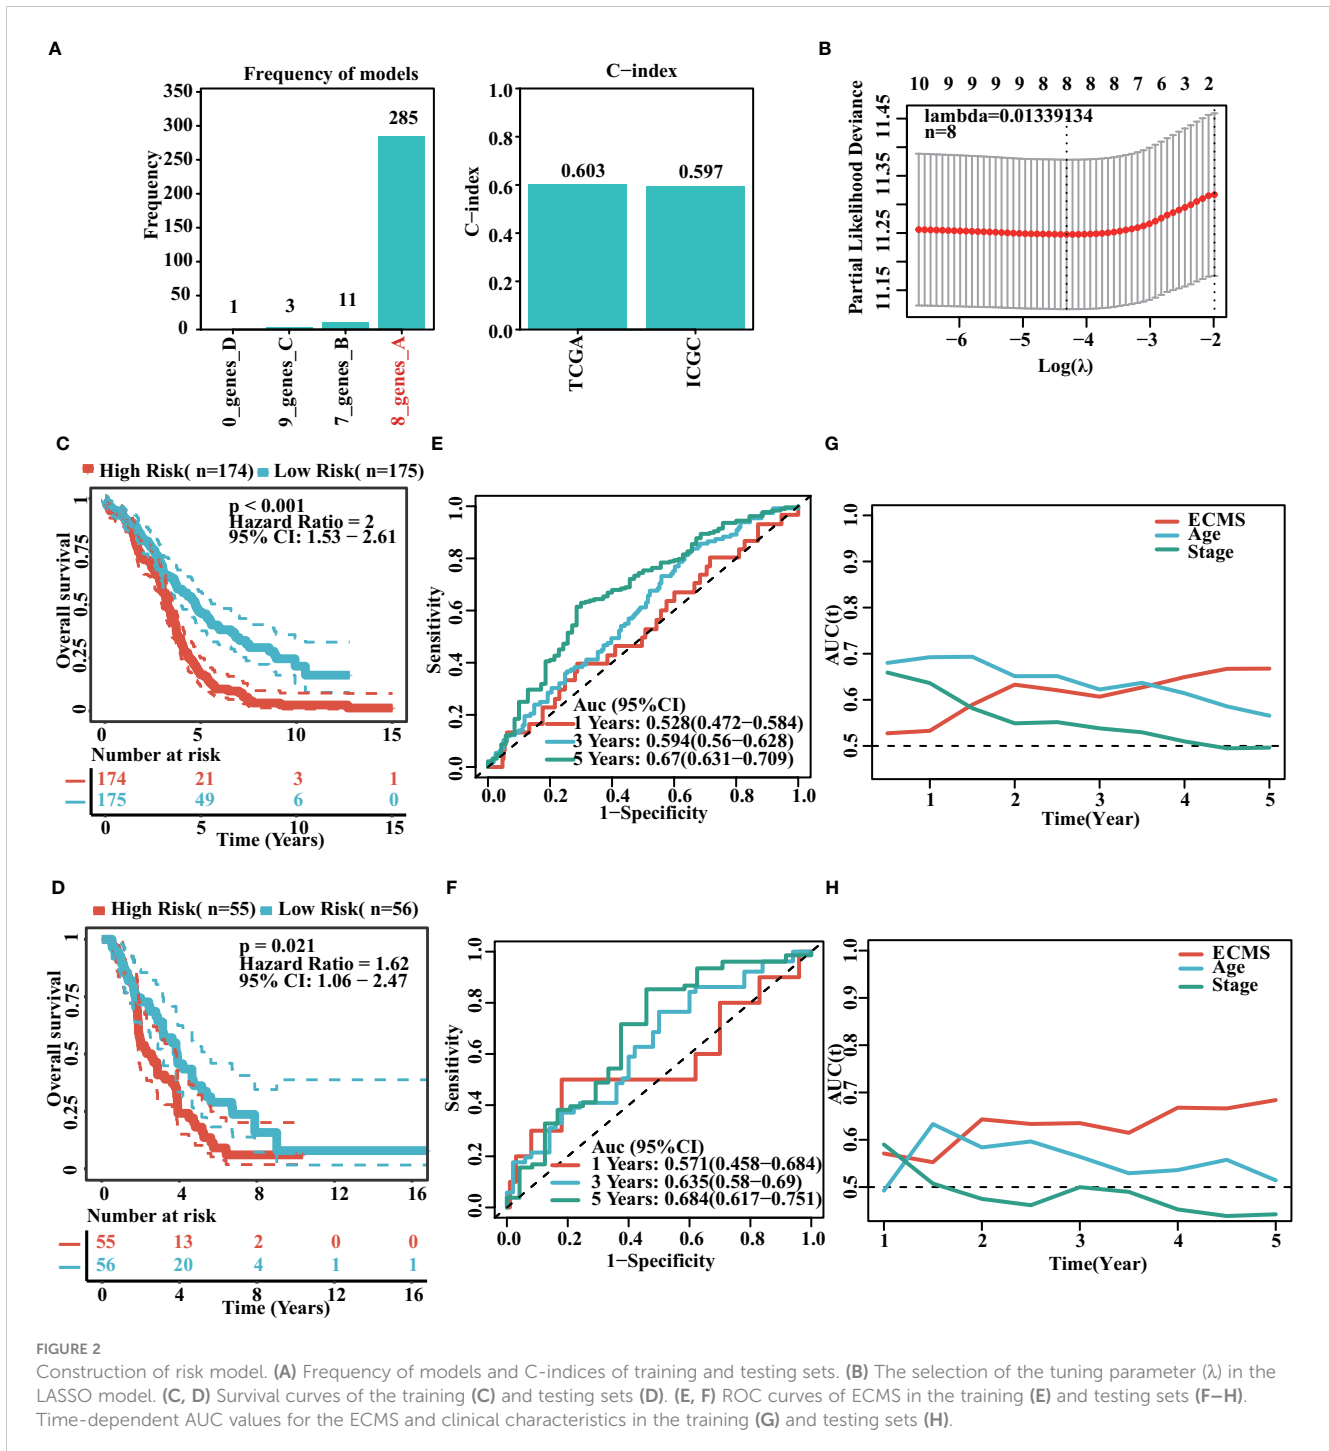 A
Frequency of models
Frequency
350
300
250
200
150
100
50
0
1
3
11
285
0_genes_D
9_genes_C
7_genes_B
8_genes_A
C−index
C−index
1.0
0.8
0.6
0.4
0.2
0.0
0.603
0.597
TCGA
ICGC
B
10 9 9 9 9 8 8 8 8 7 6 3 2
lambda=0.01339134
n=8
Partial Likelihood Deviance
11.45
11.35
11.25
11.15
−6 −5 −4 −3 −2
Log(λ)
C
High Risk( n=174) Low Risk(n=175)
p < 0.001
Hazard Ratio = 2
95% CI: 1.53 − 2.61
Overall survival
1
0.75
0.5
0.25
0
0 5 10 15
Number at risk
174 21 3 1
175 49 6 0
0 5 10 15
Time (Years)
E
Sensitivity
1.0
0.8
0.6
0.4
0.2
0.0
Auc (95%CI)
1 Years: 0.528(0.472−0.584)
3 Years: 0.594(0.56−0.628)
5 Years: 0.67(0.631−0.709)
0.0 0.2 0.4 0.6 0.8 1.0
1−Specificity
G
AUC(t)
1.0
0.9
0.8
0.7
0.6
0.5
ECMS
Age
Stage
1 2 3 4 5
Time(Year)
D
High Risk( n=55) Low Risk( n=56)
p = 0.021
Hazard Ratio = 1.62
95% CI: 1.06 − 2.47
Overall survival
1
0.75
0.5
0.25
0
0 4 8 12 16
Number at risk
55 13 2 0 0
56 20 4 1 1
0 4 8 12 16
Time (Years)
F
Sensitivity
1.0
0.8
0.6
0.4
0.2
0.0
Auc (95%CI)
1 Years: 0.571(0.458−0.684)
3 Years: 0.635(0.58−0.69)
5 Years: 0.684(0.617−0.751)
0.0 0.2 0.4 0.6 0.8 1.0
1−Specificity
H
AUC(t)
1.0
0.9
0.8
0.7
0.6
0.5
ECMS
Age
Stage
1 2 3 4 5
Time(Year)
FIGURE 2
Construction of risk model. (A) Frequency of models and C-indices of training and testing sets. (B) The selection of the tuning parameter (λ) in the
LASSO model. (C, D) Survival curves of the training (C) and testing sets (D). (E, F) ROC curves of ECMS in the training (E) and testing sets (F–H).
Time-dependent AUC values for the ECMS and clinical characteristics in the training (G) and testing sets (H).